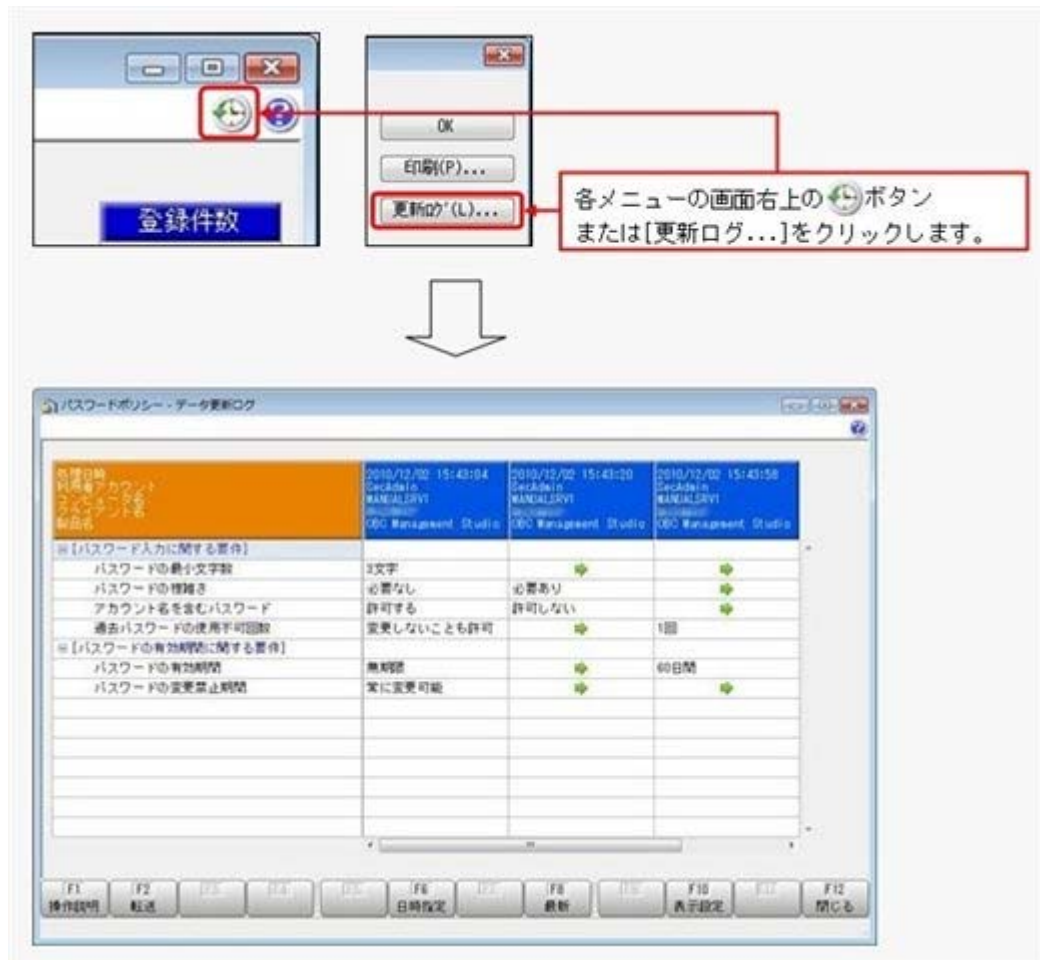 登録件数
OK
印刷(P)...
更新ログ(L)...
各メニューの画面右上の ボタン
または[更新ログ...]をクリックします。
パスワードポリシー - データ更新ログ
処理日時
利用者アカウント
コンピュータ名
クライアント名
製品名
2010/12/02 15:43:04
SecAdmin
MANUALSRV1
OBC Management Studio
2010/12/02 15:43:20
SecAdmin
MANUALSRV1
OBC Management Studio
2010/12/02 15:43:58
SecAdmin
MANUALSRV1
OBC Management Studio
【パスワード入力に関する要件】
パスワードの最小文字数 3文字
パスワードの複雑さ 必要なし 必要あり
アカウント名を含むパスワード 許可する 許可しない
過去パスワードの使用不可回数 変更しないことも許可 1回
【パスワードの有効期間に関する要件】
パスワードの有効期間 無期限 60日間
パスワードの変更禁止期間 常に変更可能
F1 F2 F3 F4 F5 F6 F7 F8 F9 F10 F11 F12
操作説明 転送 日時指定 最新 表示設定 閉じる